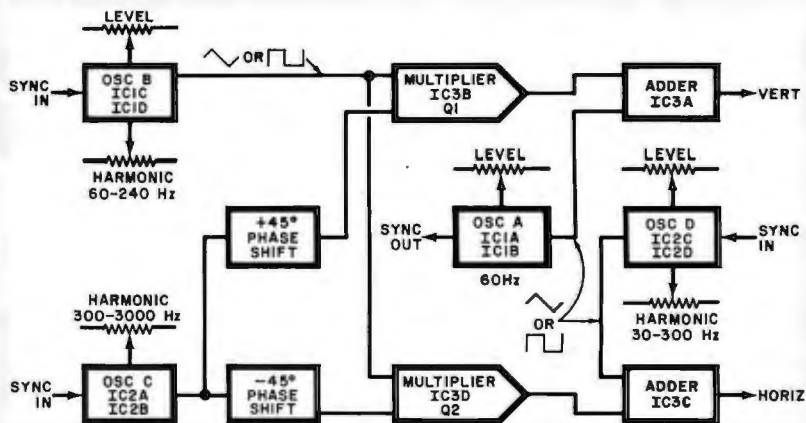 LEVEL
SYNC IN
OSC B
IC1C
IC1D
HARMONIC
60-240 Hz
OR
MULTIPLIER
IC3B
Q1
ADDER
IC3A
VERT
+45°
PHASE
SHIFT
SYNC
OUT
LEVEL
OSC A
IC1A
IC1B
60Hz
LEVEL
OSC D
IC2C
IC2D
SYNC
IN
HARMONIC
30-300 Hz
OR
HARMONIC
300-3000 Hz
SYNC
IN
OSC C
IC2A
IC2B
-45°
PHASE
SHIFT
MULTIPLIER
IC3D
Q2
ADDER
IC3C
HORIZ